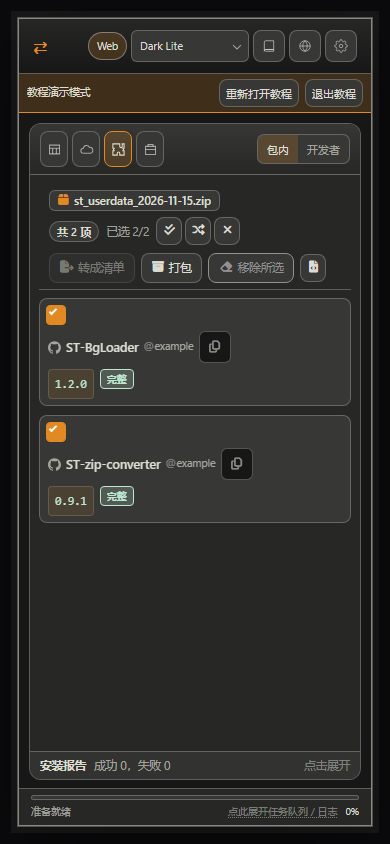 Web Dark Lite
教程演示模式 重新打开教程 退出教程
包内 开发者
st_userdata_2026-11-15.zip
共 2 项 已选 2/2
转成清单 打包 移除所选
ST-BgLoader @example
1.2.0 完整
ST-zip-converter @example
0.9.1 完整
安装报告 成功 0，失败 0 点击展开
准备就绪 点此展开任务队列 / 日志 0%